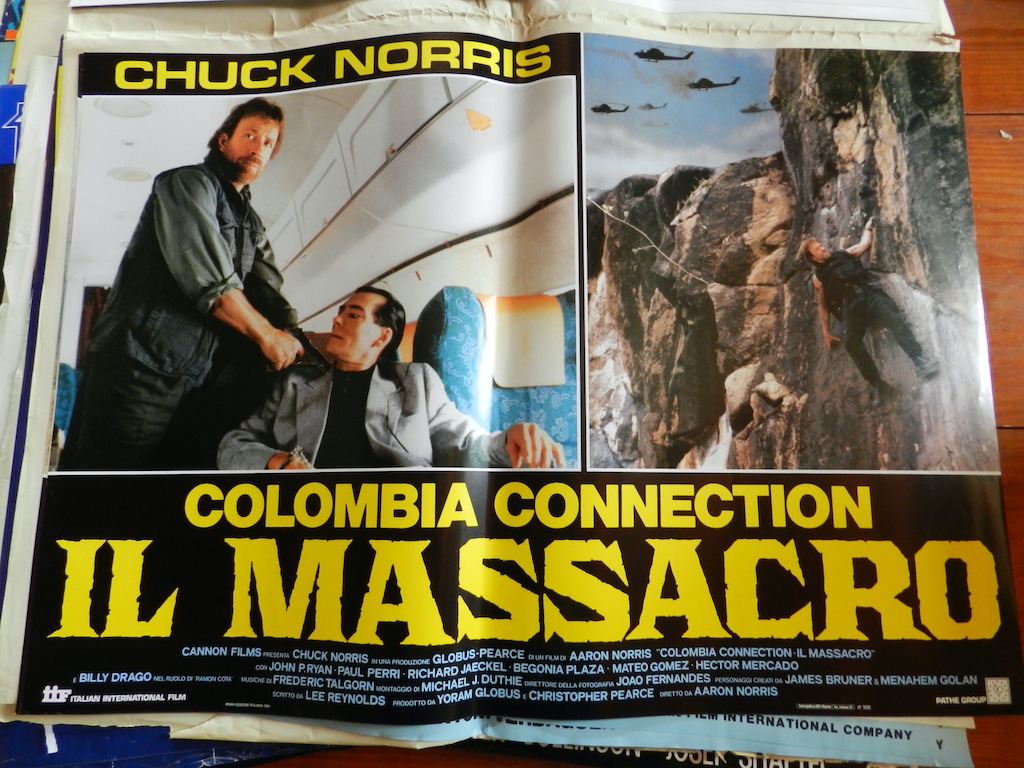 CHUCK NORRIS
COLOMBIA CONNECTION
IL MASSACRO
CANNON FILMS PRESENTA CHUCK NORRIS IN UNA PRODUZIONE GLOBUS-PEARCE DI UN FILM DI AARON NORRIS "COLOMBIA CONNECTION - IL MASSACRO"
CON JOHN P. RYAN · PAUL PERRI · RICHARD JAECKEL · BEGONIA PLAZA · MATEO GOMEZ · HECTOR MERCADO
E BILLY DRAGO NEL RUOLO DI 'RAMON COTA' MUSICHE DI FREDERIC TALGORN MONTAGGIO DI MICHAEL J. DUTHIE DIRETTORE DELLA FOTOGRAFIA JOAO FERNANDES PERSONAGGI CREATI DA JAMES BRUNER & MENAHEM GOLAN
SCRITTO DA LEE REYNOLDS PRODOTTO DA YORAM GLOBUS E CHRISTOPHER PEARCE DIRETTO DA AARON NORRIS
IIF ITALIAN INTERNATIONAL FILM
PATHE GROUP
FILM INTERNATIONAL COMPANY